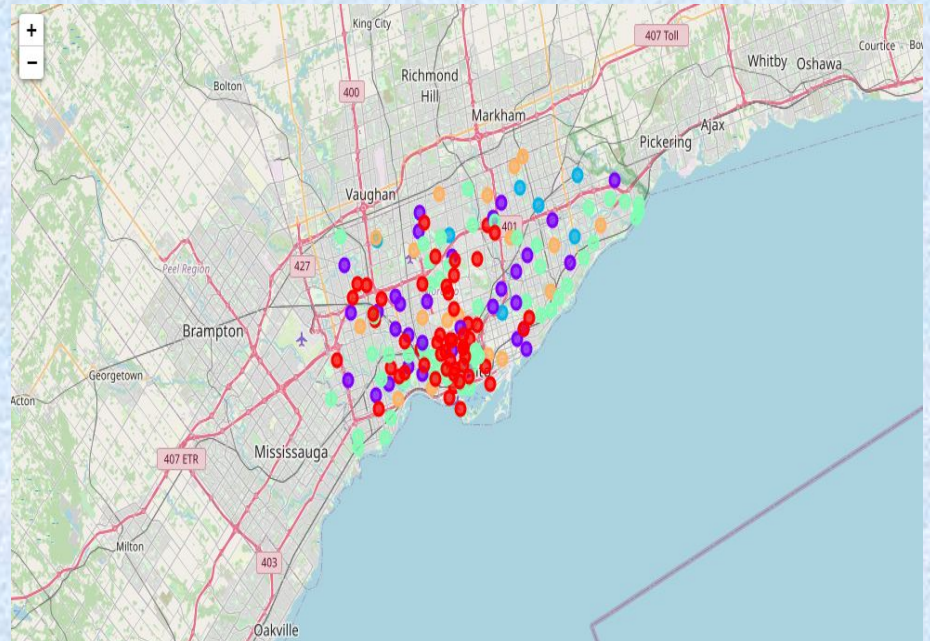 +
King City
407 Toll
Courtice
Whitby
Oshawa
Richmond
Hill
Bolton
400
Markham
Ajax
Pickering
Vaughan
401
427
Peel Region
Brampton
Georgetown
Acton
Mississauga
407 ETR
Milton
403
Oakville
−